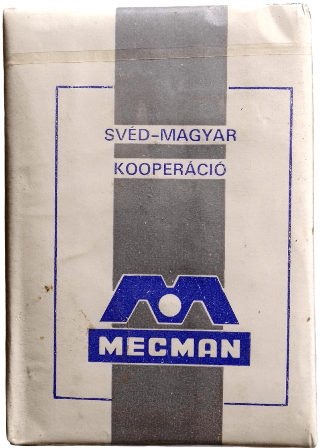 SVÉD-MAGYAR
KOOPERÁCIÓ
MECMAN